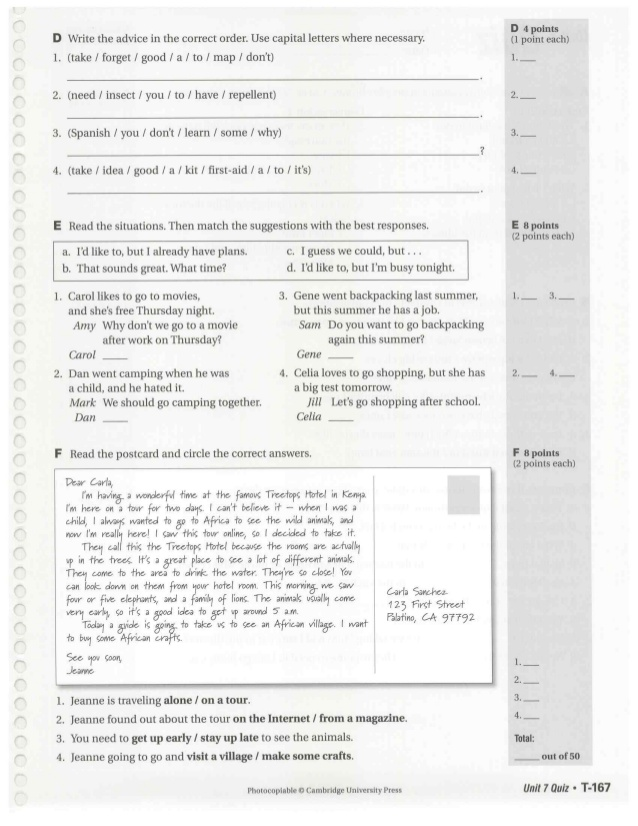 D Write the advice in the correct order. Use capital letters where necessary.
1. (take / forget / good / a / to / map / don't)
.
2. (need / insect / you / to / have / repellent)
.
3. (Spanish / you / don't / learn / some / why)
?
4. (take / idea / good / a / kit / first-aid / a / to / it's)
.
D 4 points
(1 point each)
1.
2.
3.
4.
E Read the situations. Then match the suggestions with the best responses.
a. I'd like to, but I already have plans.
b. That sounds great. What time?
c. I guess we could, but . . .
d. I'd like to, but I'm busy tonight.
1. Carol likes to go to movies,
and she's free Thursday night.
Amy Why don't we go to a movie
after work on Thursday?
Carol
2. Dan went camping when he was
a child, and he hated it.
Mark We should go camping together.
Dan
3. Gene went backpacking last summer,
but this summer he has a job.
Sam Do you want to go backpacking
again this summer?
Gene
4. Celia loves to go shopping, but she has
a big test tomorrow.
Jill Let's go shopping after school.
Celia
E 8 points
(2 points each)
1. 3.
2. 4.
F Read the postcard and circle the correct answers.
Dear Carla,
I'm having a wonderful time at the famous Treetops Hotel in Kenya.
I'm here on a tour for two days. I can't believe it – when I was a
child, I always wanted to go to Africa to see the wild animals, and
now I'm really here! I saw this tour online, so I decided to take it.
They call this the Treetops Hotel because the rooms are actually
up in the trees. It's a great place to see a lot of different animals.
They come to the area to drink the water. They're so close! You
can look down on them from your hotel room. This morning, we saw
four or five elephants, and a family of lions. The animals usually come
very early, so it's a good idea to get up around 5 a.m.
Today a guide is going to take us to see an African village. I want
to buy some African crafts.
See you soon,
Jeanne
Carla Sanchez
123 First Street
Palatino, CA 97792
1. Jeanne is traveling alone / on a tour.
2. Jeanne found out about the tour on the Internet / from a magazine.
3. You need to get up early / stay up late to see the animals.
4. Jeanne going to go and visit a village / make some crafts.
F 8 points
(2 points each)
1.
2.
3.
4.
Total:
out of 50
Photocopiable © Cambridge University Press
Unit 7 Quiz • T-167